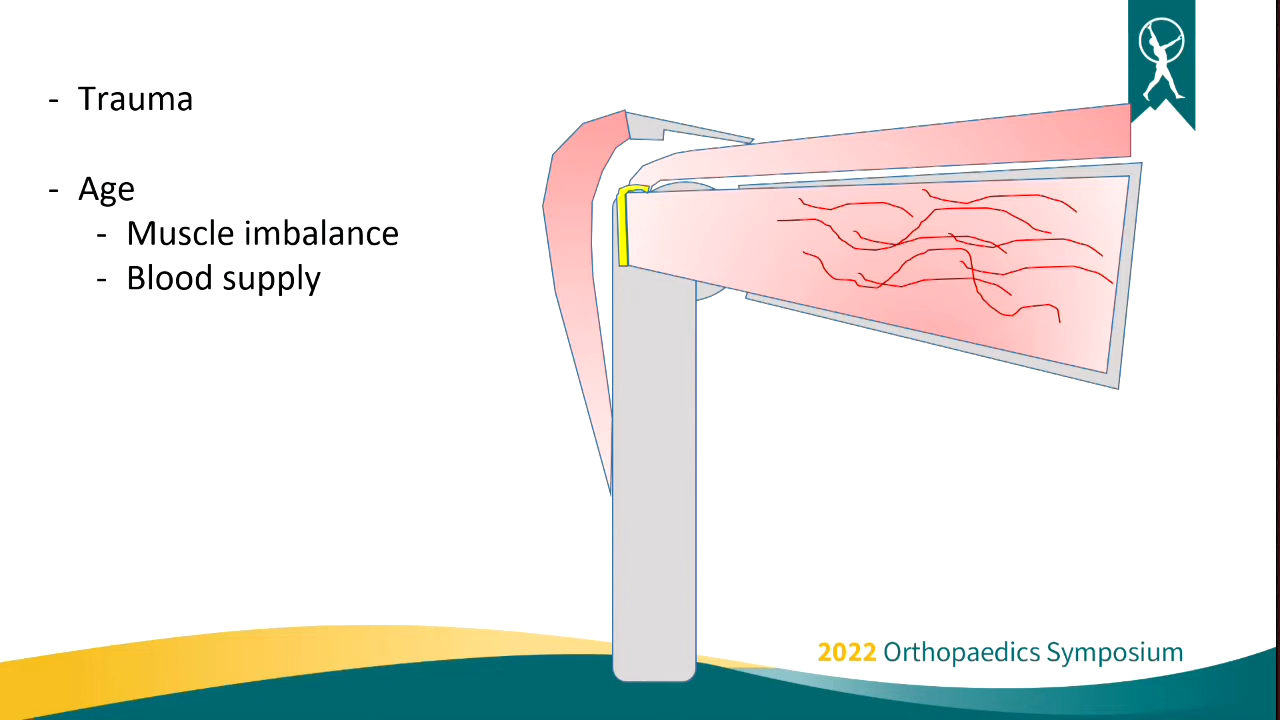 - Trauma
- Age
- Muscle imbalance
- Blood supply
2022 Orthopaedics Symposium